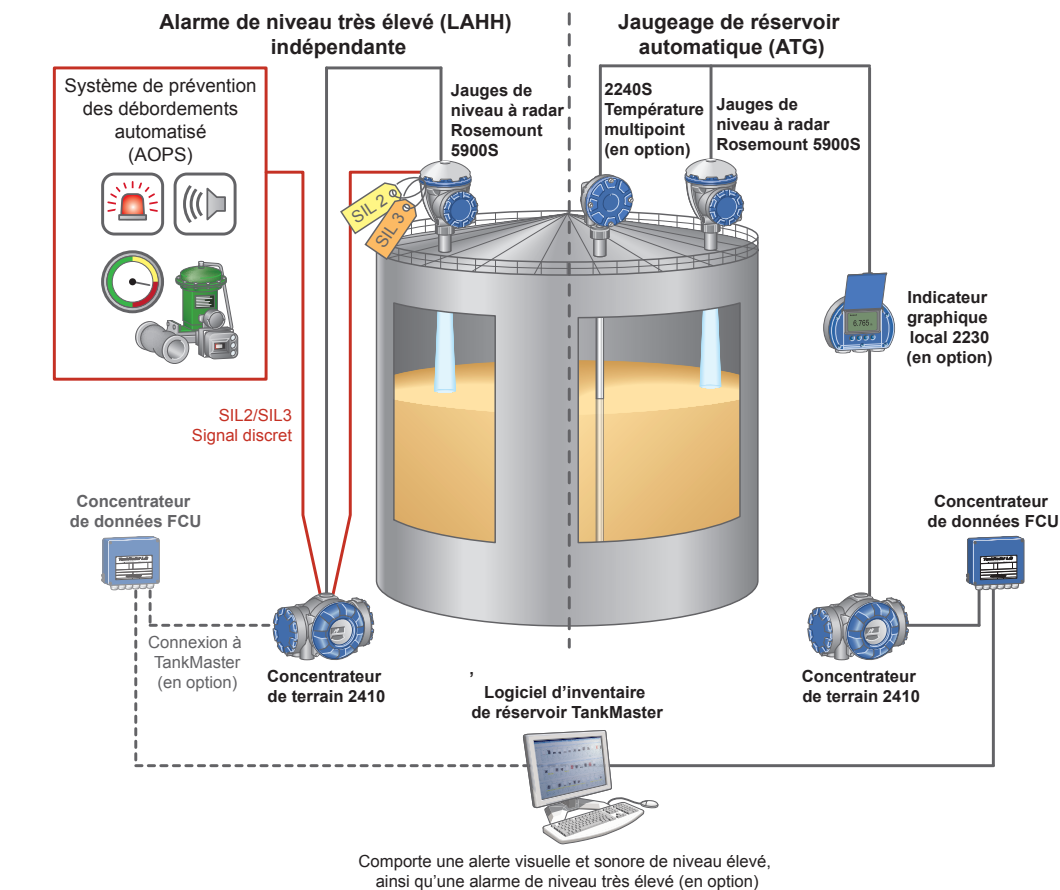 Alarme de niveau très élevé (LAHH)
indépendante
Jaugeage de réservoir
automatique (ATG)
Système de prévention
des débordements
automatisé
(AOPS)
Jauges de
niveau à radar
Rosemount
5900S
2240S
Température
multipoint
(en option)
Jauges de
niveau à radar
Rosemount 5900S
SIL 2
SIL 3
Indicateur
graphique
local 2230
(en option)
6.765
SIL2/SIL3
Signal discret
Concentrateur
de données FCU
Concentrateur
de données FCU
Connexion à
TankMaster
(en option)
Concentrateur
de terrain 2410
,
Logiciel d’inventaire
de réservoir TankMaster
Concentrateur
de terrain 2410
Comporte une alerte visuelle et sonore de niveau élevé,
ainsi qu’une alarme de niveau très élevé (en option)